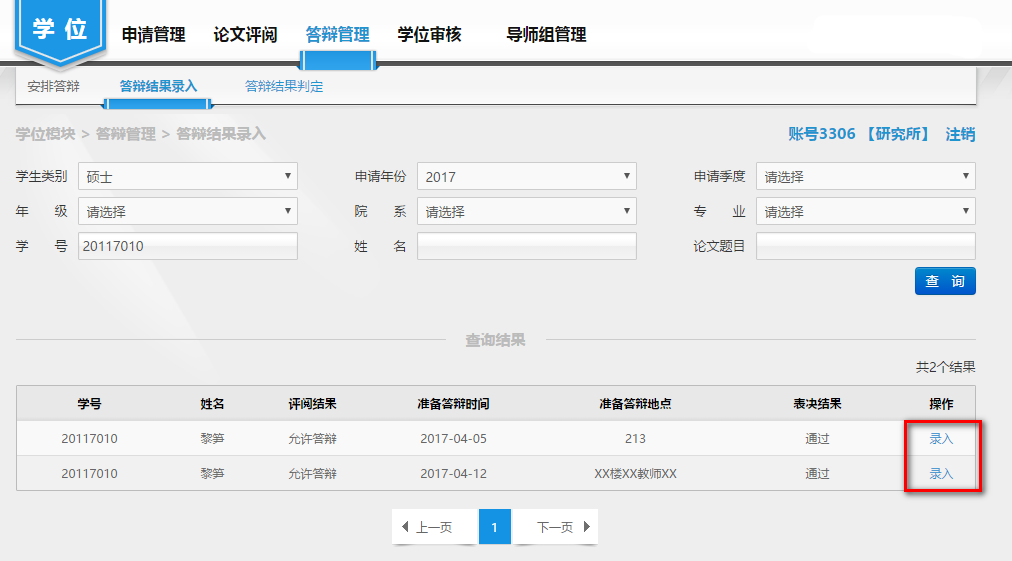 学 位
申请管理 论文评阅 答辩管理 学位审核 导师组管理
安排答辩 答辩结果录入 答辩结果判定
学位模块 > 答辩管理 > 答辩结果录入 账号3306 【研究所】 注销
学生类别 硕士 申请年份 2017 申请季度 请选择
年 级 请选择 院 系 请选择 专 业 请选择
学 号 20117010 姓 名 论文题目
查 询
查询结果
共2个结果
学号 姓名 评阅结果 准备答辩时间 准备答辩地点 表决结果 操作
20117010 黎笋 允许答辩 2017-04-05 213 通过 录入
20117010 黎笋 允许答辩 2017-04-12 XX楼XX教师XX 通过 录入
上一页 1 下一页